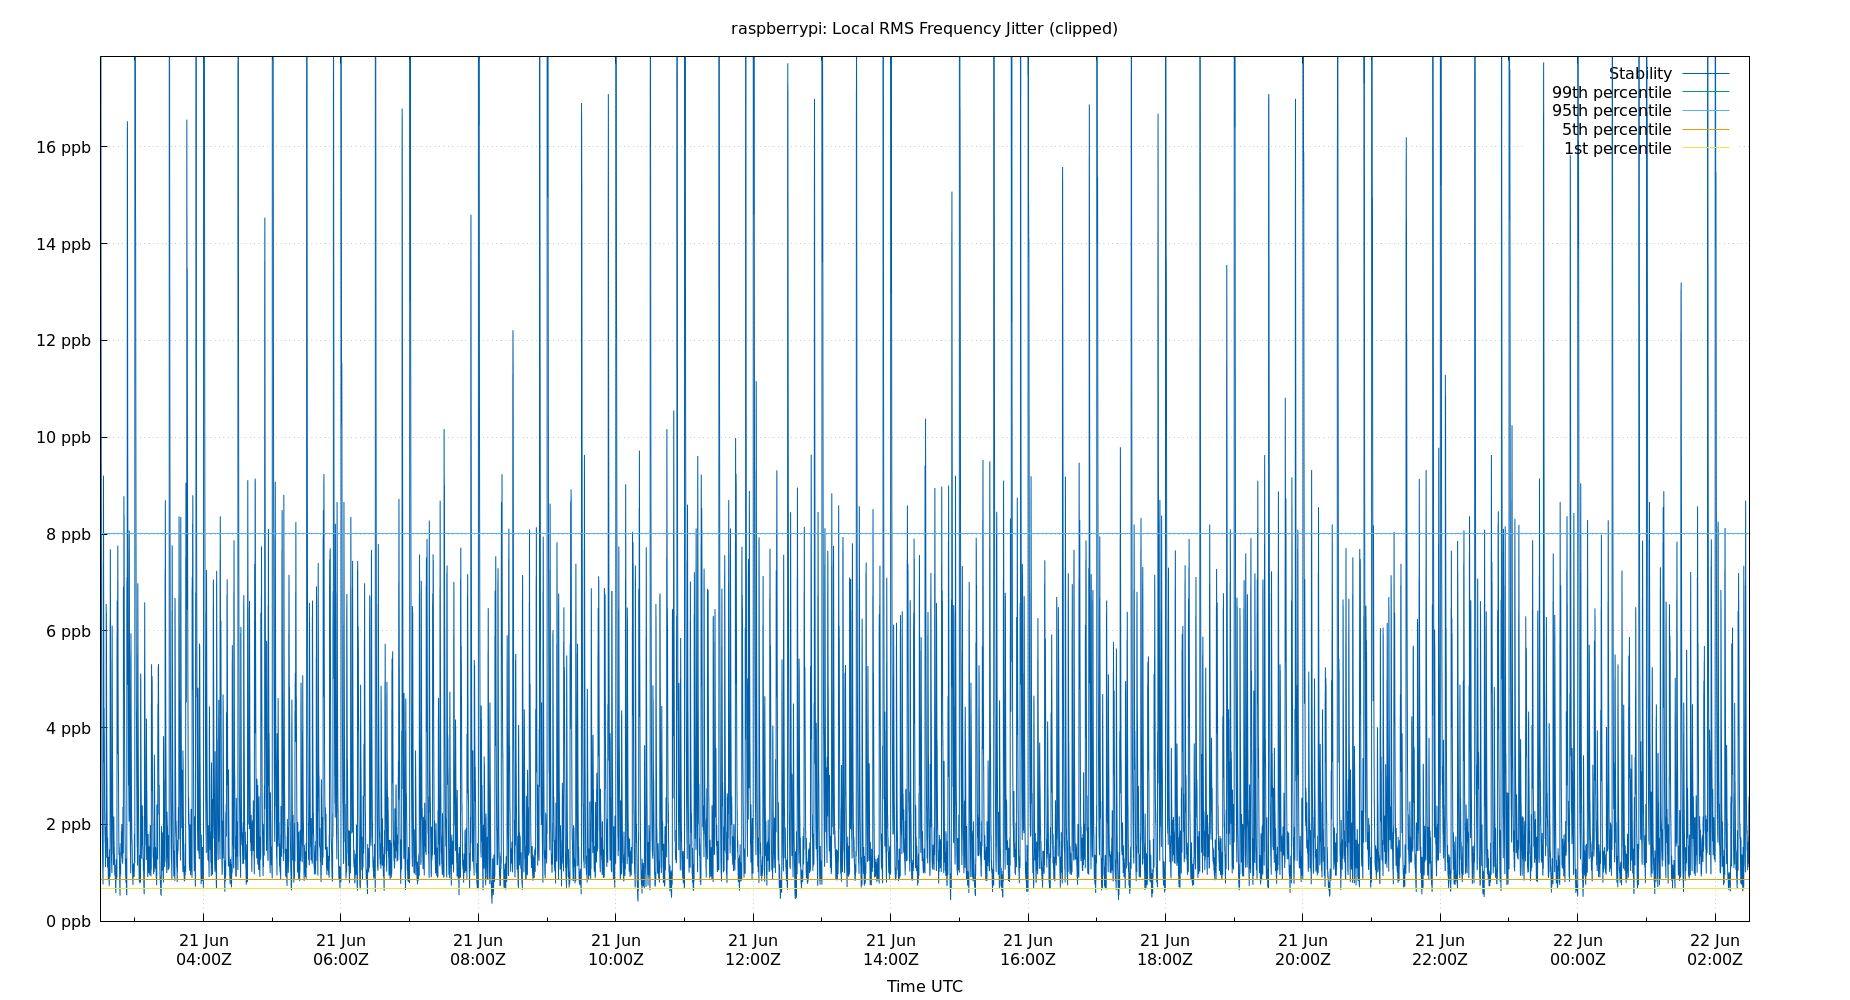 raspberrypi: Local RMS Frequency Jitter (clipped)
Stability
99th percentile
95th percentile
5th percentile
1st percentile
16 ppb
14 ppb
12 ppb
10 ppb
8 ppb
6 ppb
4 ppb
2 ppb
0 ppb
21 Jun 21 Jun 21 Jun 21 Jun 21 Jun 21 Jun 21 Jun 21 Jun 21 Jun 21 Jun 22 Jun 22 Jun
04:00Z 06:00Z 08:00Z 10:00Z 12:00Z 14:00Z 16:00Z 18:00Z 20:00Z 22:00Z 00:00Z 02:00Z
Time UTC